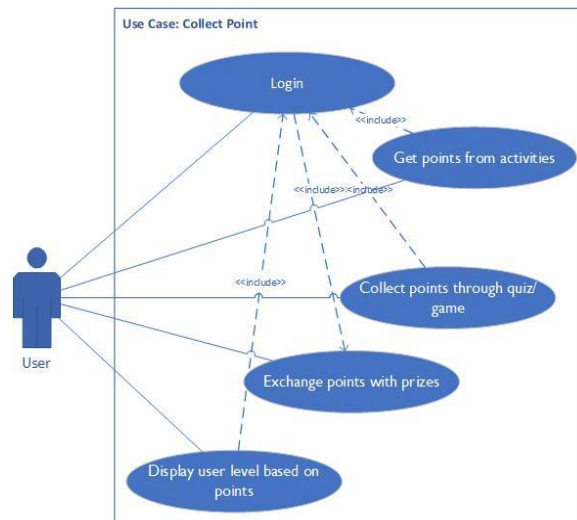 Use Case: Collect Point
Login
<<include>>
Get points from activities
<<include>>
<<include>>
<<include>>
Collect points through quiz/
game
User
Exchange points with prizes
Display user level based on
points